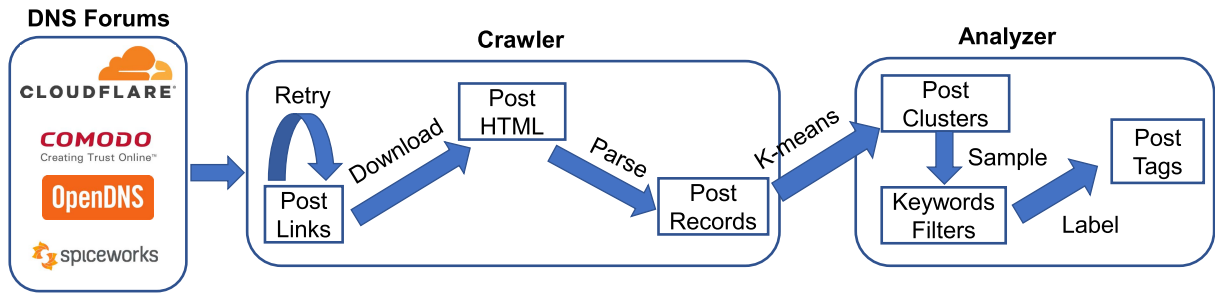 DNS Forums
CLOUDFLARE®
COMODO
Creating Trust Online™
OpenDNS
spiceworks
Crawler
Retry
Post
Links
Download
Post
HTML
Parse
Post
Records
K-means
Analyzer
Post
Clusters
Sample
Keywords
Filters
Label
Post
Tags